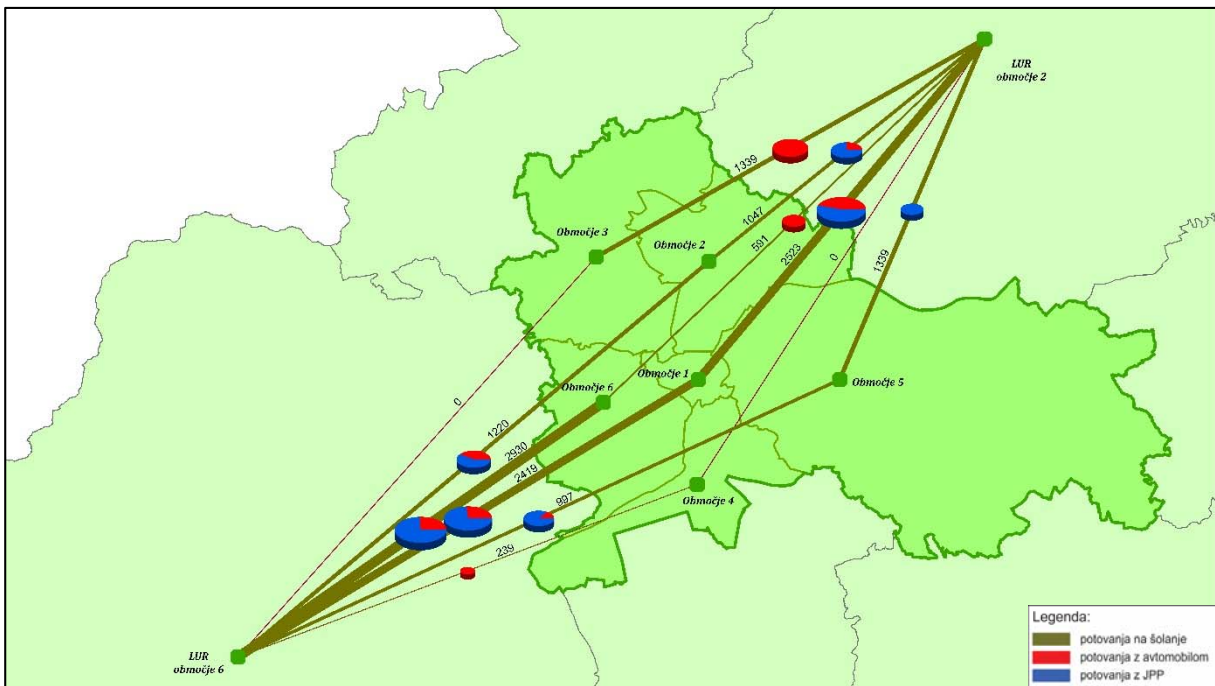 LUR
območje 2
1339
Območje 3
Območje 2
1047
591
2523
0
1339
Območje 1
Območje 5
Območje 6
0
1220
2930
2419
997
Območje 4
239
LUR
območje 6
Legenda:
potovanja na šolanje
potovanja z avtomobilom
potovanja z JPP